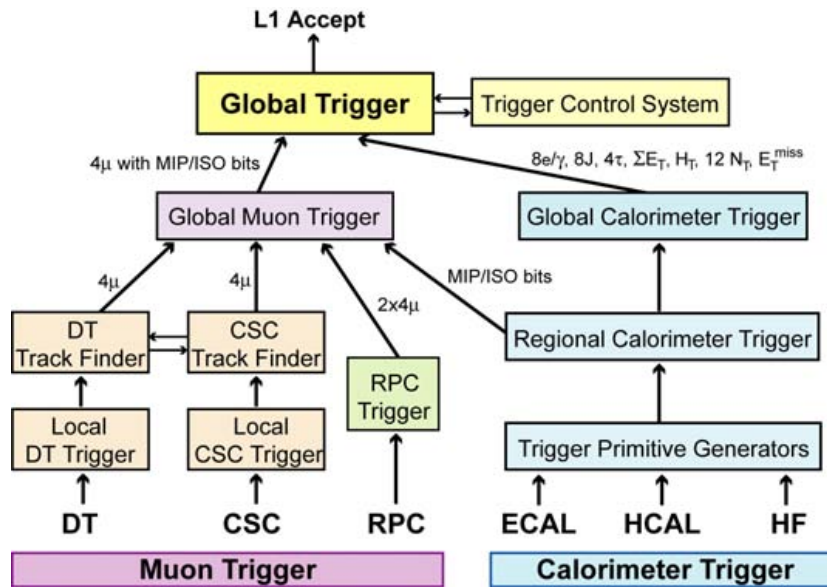 L1 Accept
Global Trigger
Trigger Control System
4μ with MIP/ISO bits
8e/γ, 8J, 4τ, ΣE_T, H_T, 12 N_T, E_T^miss
Global Muon Trigger
Global Calorimeter Trigger
4μ
4μ
2x4μ
MIP/ISO bits
DT
Track Finder
CSC
Track Finder
Regional Calorimeter Trigger
RPC
Trigger
Local
DT Trigger
Local
CSC Trigger
Trigger Primitive Generators
DT
CSC
RPC
ECAL
HCAL
HF
Muon Trigger
Calorimeter Trigger